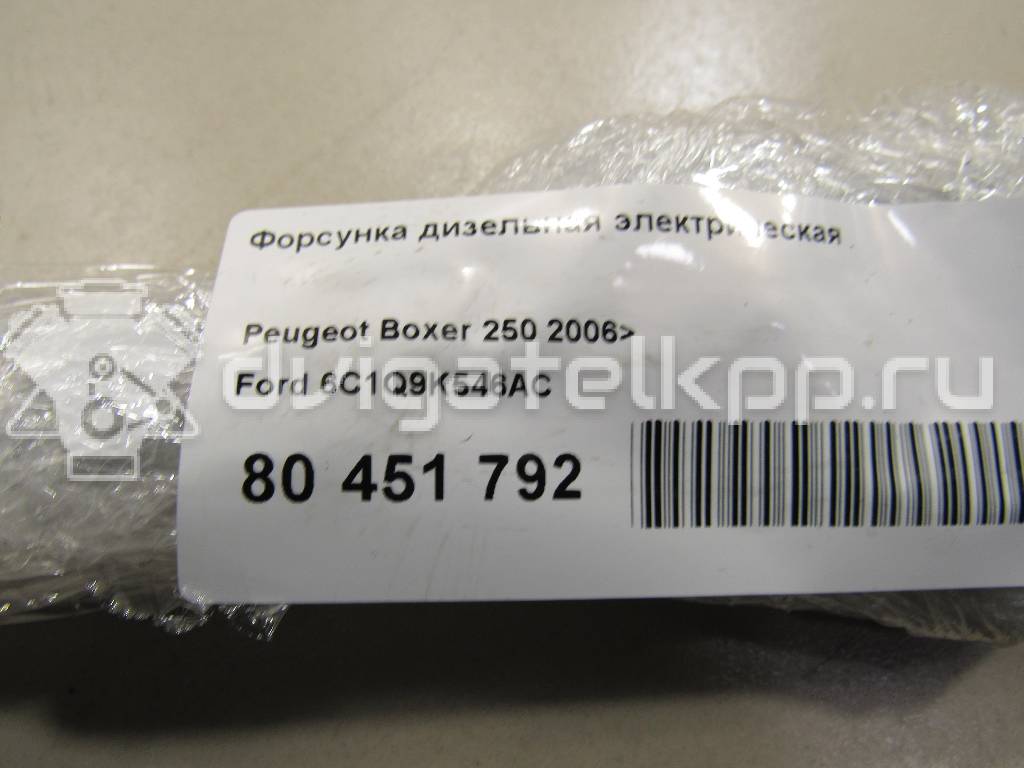 Форсунка дизельная электрическая
Peugeot Boxer 250 2006>
dvigatelkpp.ru
Ford 6C1Q9K546AC
80 451 792